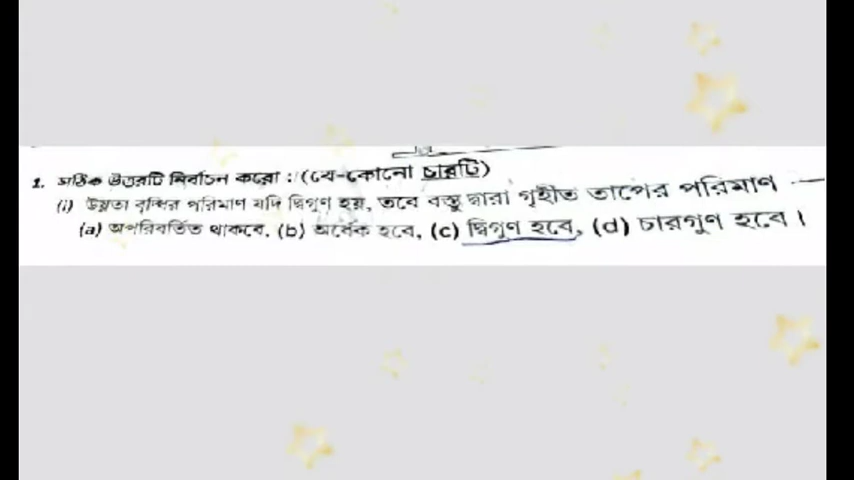 1. সঠিক উত্তরটি নির্বাচন করো : (যে-কোনো চারটি)
(i) উষ্ণতা বৃদ্ধির পরিমাণ যদি দ্বিগুণ হয়, তবে বস্তু দ্বারা গৃহীত তাপের পরিমাণ —
(a) অপরিবর্তিত থাকবে, (b) অর্ধেক হবে, (c) দ্বিগুণ হবে, (d) চারগুণ হবে।